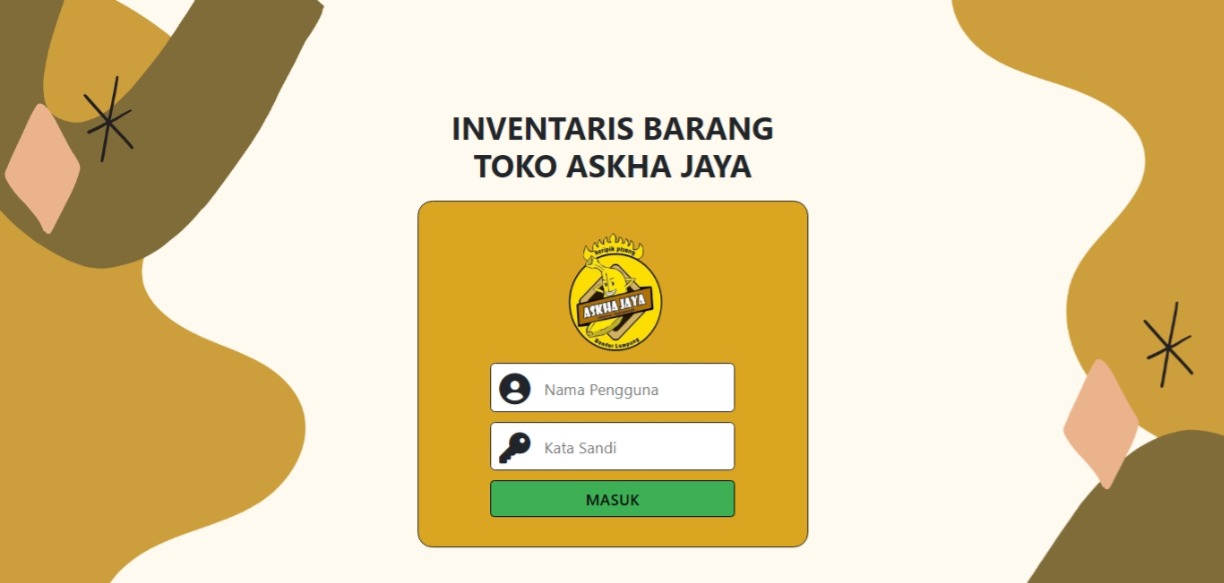 INVENTARIS BARANG
TOKO ASKHA JAYA
keripik pisang
ASKHA JAYA
Bandar Lampung
Nama Pengguna
Kata Sandi
MASUK